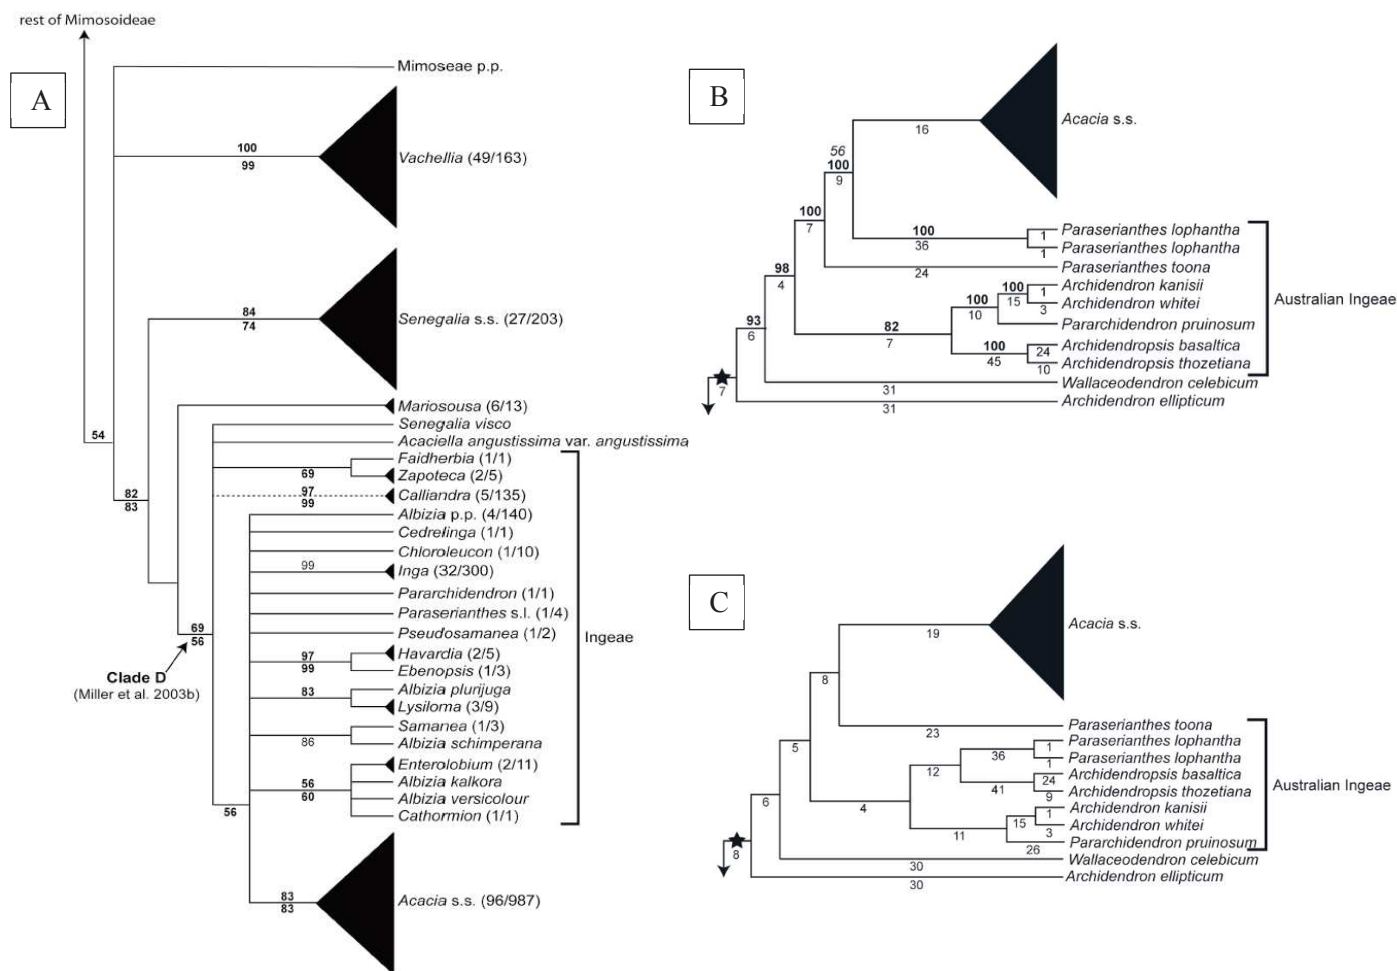 rest of Mimosoideae
A
Mimoseae p.p.
100
99
Vachellia (49/163)
84
74
Senegalia s.s. (27/203)
Mariosousa (6/13)
Senegalia visco
54
Acaciella angustissima var. angustissima
Faidherbia (1/1)
69
Zapoteca (2/5)
82
83
97
99
Calliandra (5/135)
Albizia p.p. (4/140)
Cedrelinga (1/1)
Chloroleucon (1/10)
99
Inga (32/300)
Pararchidendron (1/1)
Paraserianthes s.l. (1/4)
69
56
Pseudosamanea (1/2)
Ingeae
97
99
Havardia (2/5)
Ebenopsis (1/3)
Clade D
(Miller et al. 2003b)
83
Albizia plurijuga
Lysiloma (3/9)
Samanea (1/3)
86
Albizia schimperana
Enterolobium (2/11)
56
60
Albizia kalkora
Albizia versicolour
56
Cathormion (1/1)
83
83
Acacia s.s. (96/987)
B
16
Acacia s.s.
56
100
9
100
7
100
36
Paraserianthes lophantha
1
Paraserianthes lophantha
1
24
Paraserianthes toona
98
4
100
15
Archidendron kanisii
1
Archidendron whitei
3
100
10
Pararchidendron pruinosum
Australian Ingeae
93
6
82
7
100
45
Archidendropsis basaltica
24
Archidendropsis thozetiana
10
7
31
Wallaceodendron celebicum
31
Archidendron ellipticum
C
19
Acacia s.s.
8
23
Paraserianthes toona
5
36
Paraserianthes lophantha
1
Paraserianthes lophantha
1
12
41
Archidendropsis basaltica
24
Archidendropsis thozetiana
9
Australian Ingeae
6
4
15
Archidendron kanisii
1
Archidendron whitei
3
11
Pararchidendron pruinosum
26
8
30
Wallaceodendron celebicum
30
Archidendron ellipticum